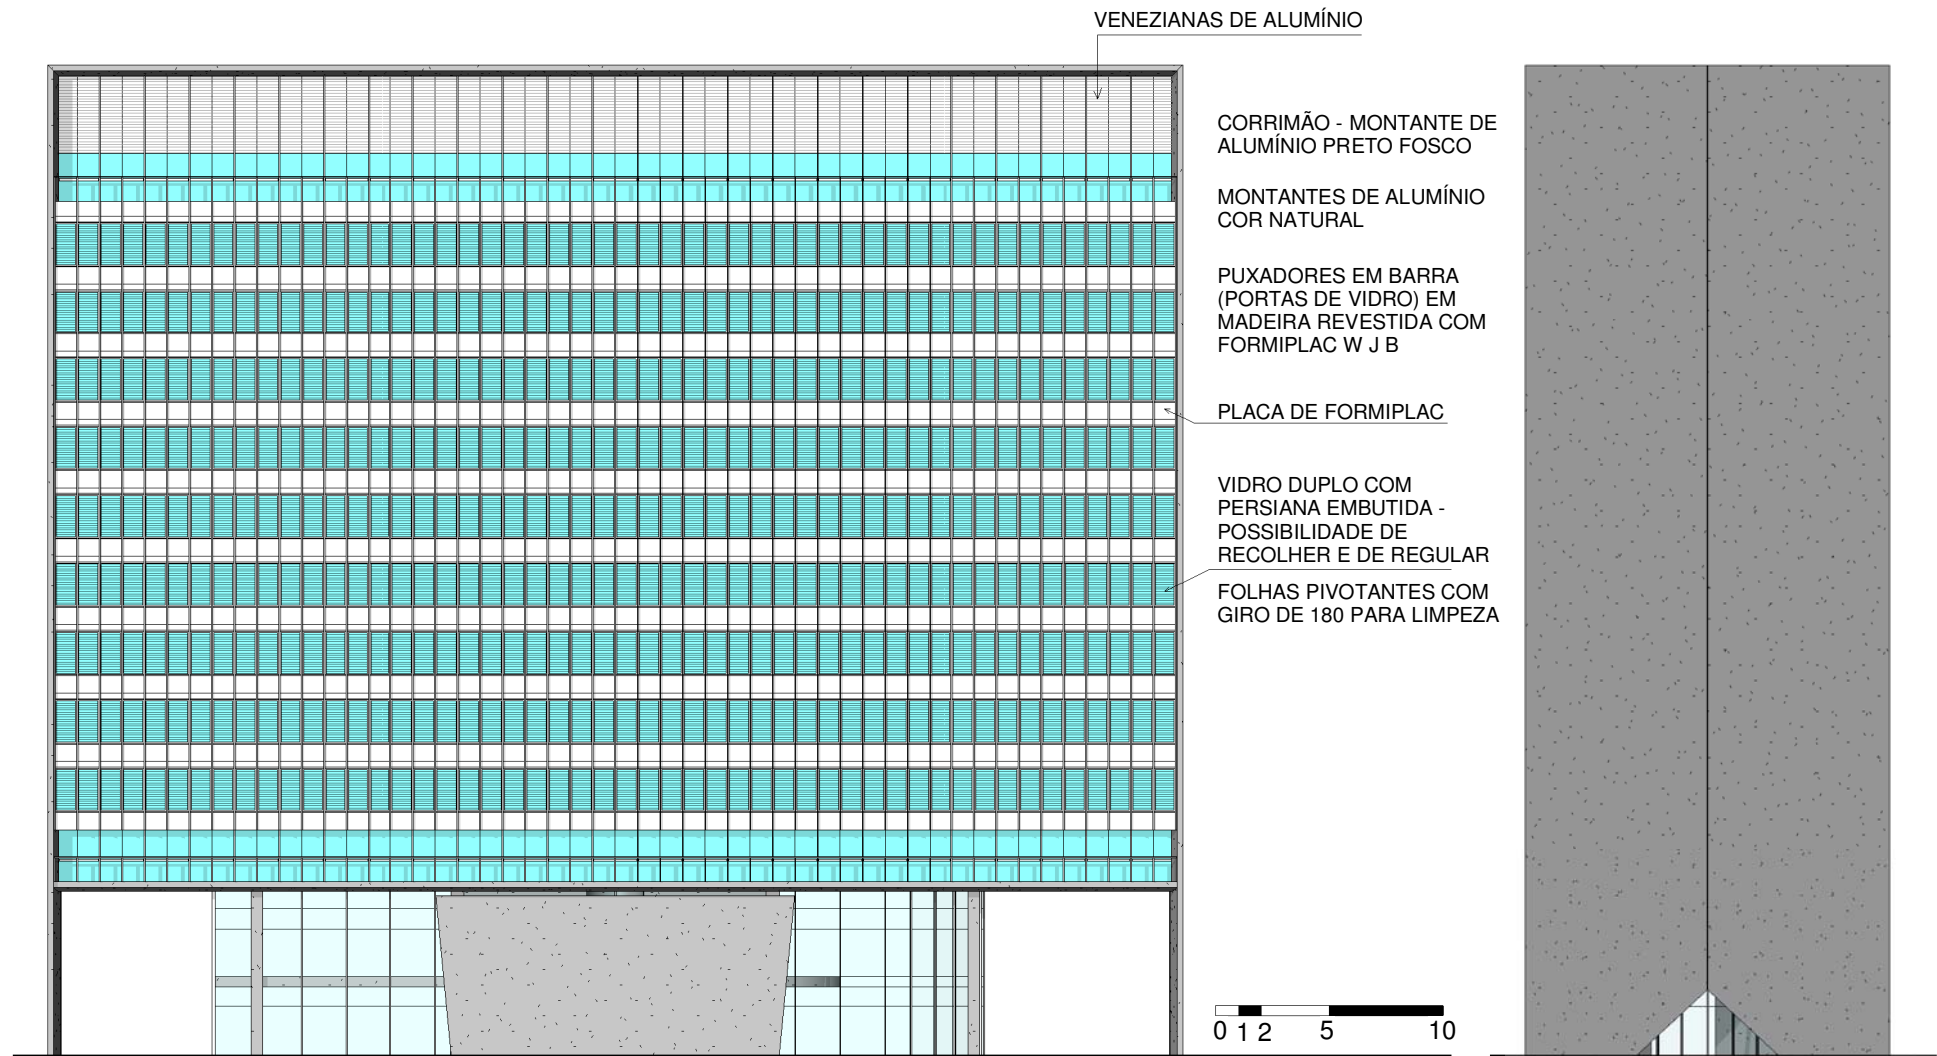 VENEZIANAS DE ALUMÍNIO
CORRIMÃO - MONTANTE DE
ALUMÍNIO PRETO FOSCO
MONTANTES DE ALUMÍNIO
COR NATURAL
PUXADORES EM BARRA
(PORTAS DE VIDRO) EM
MADEIRA REVESTIDA COM
FORMIPLAC W J B
PLACA DE FORMIPLAC
VIDRO DUPLO COM
PERSIANA EMBUTIDA -
POSSIBILIDADE DE
RECOLHER E DE REGULAR
FOLHAS PIVOTANTES COM
GIRO DE 180 PARA LIMPEZA
0 1 2 5 10